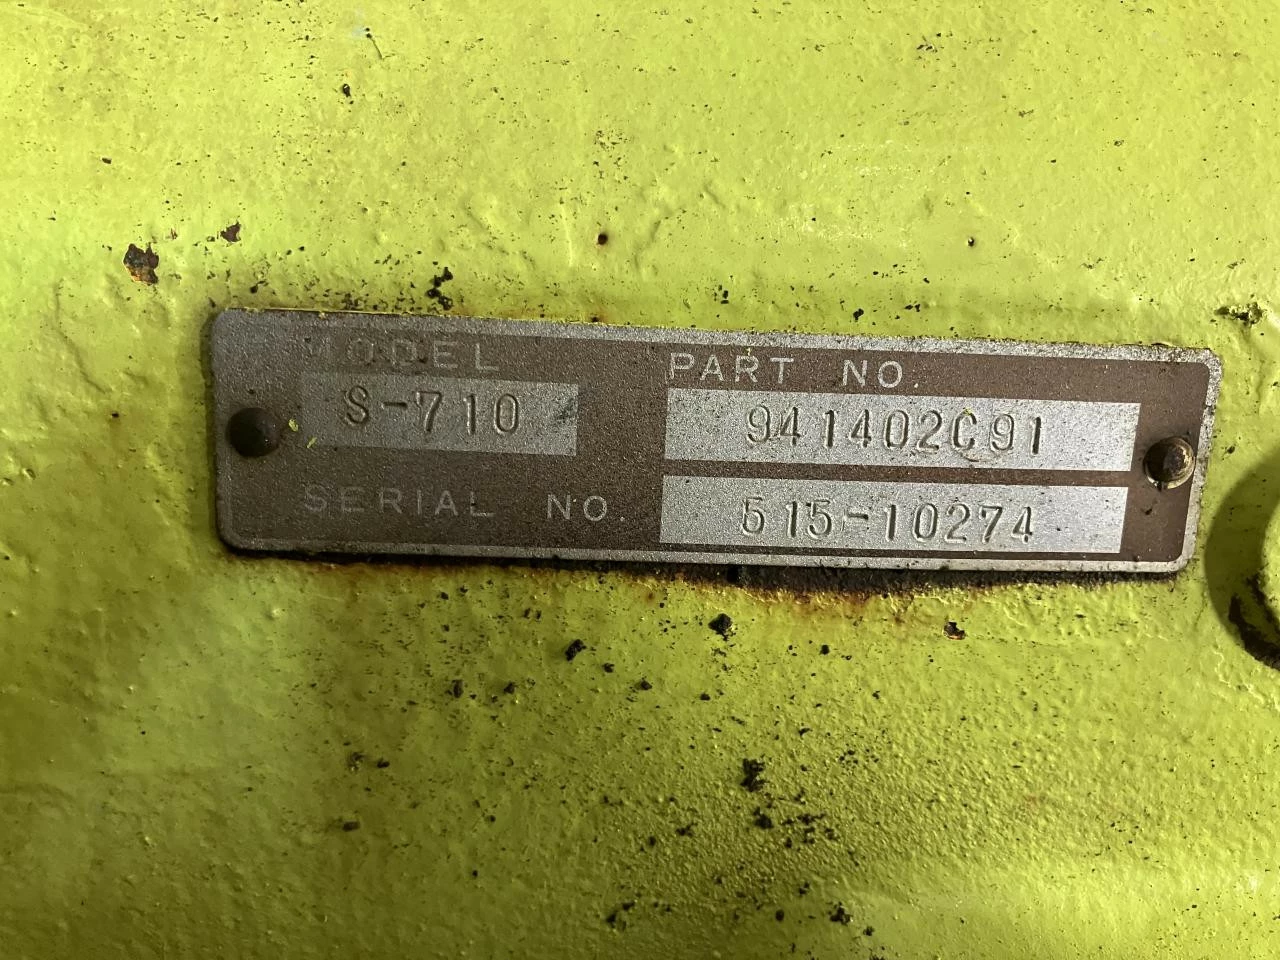 MODEL PART NO.
S-710 941402C91
SERIAL NO. 515-10274